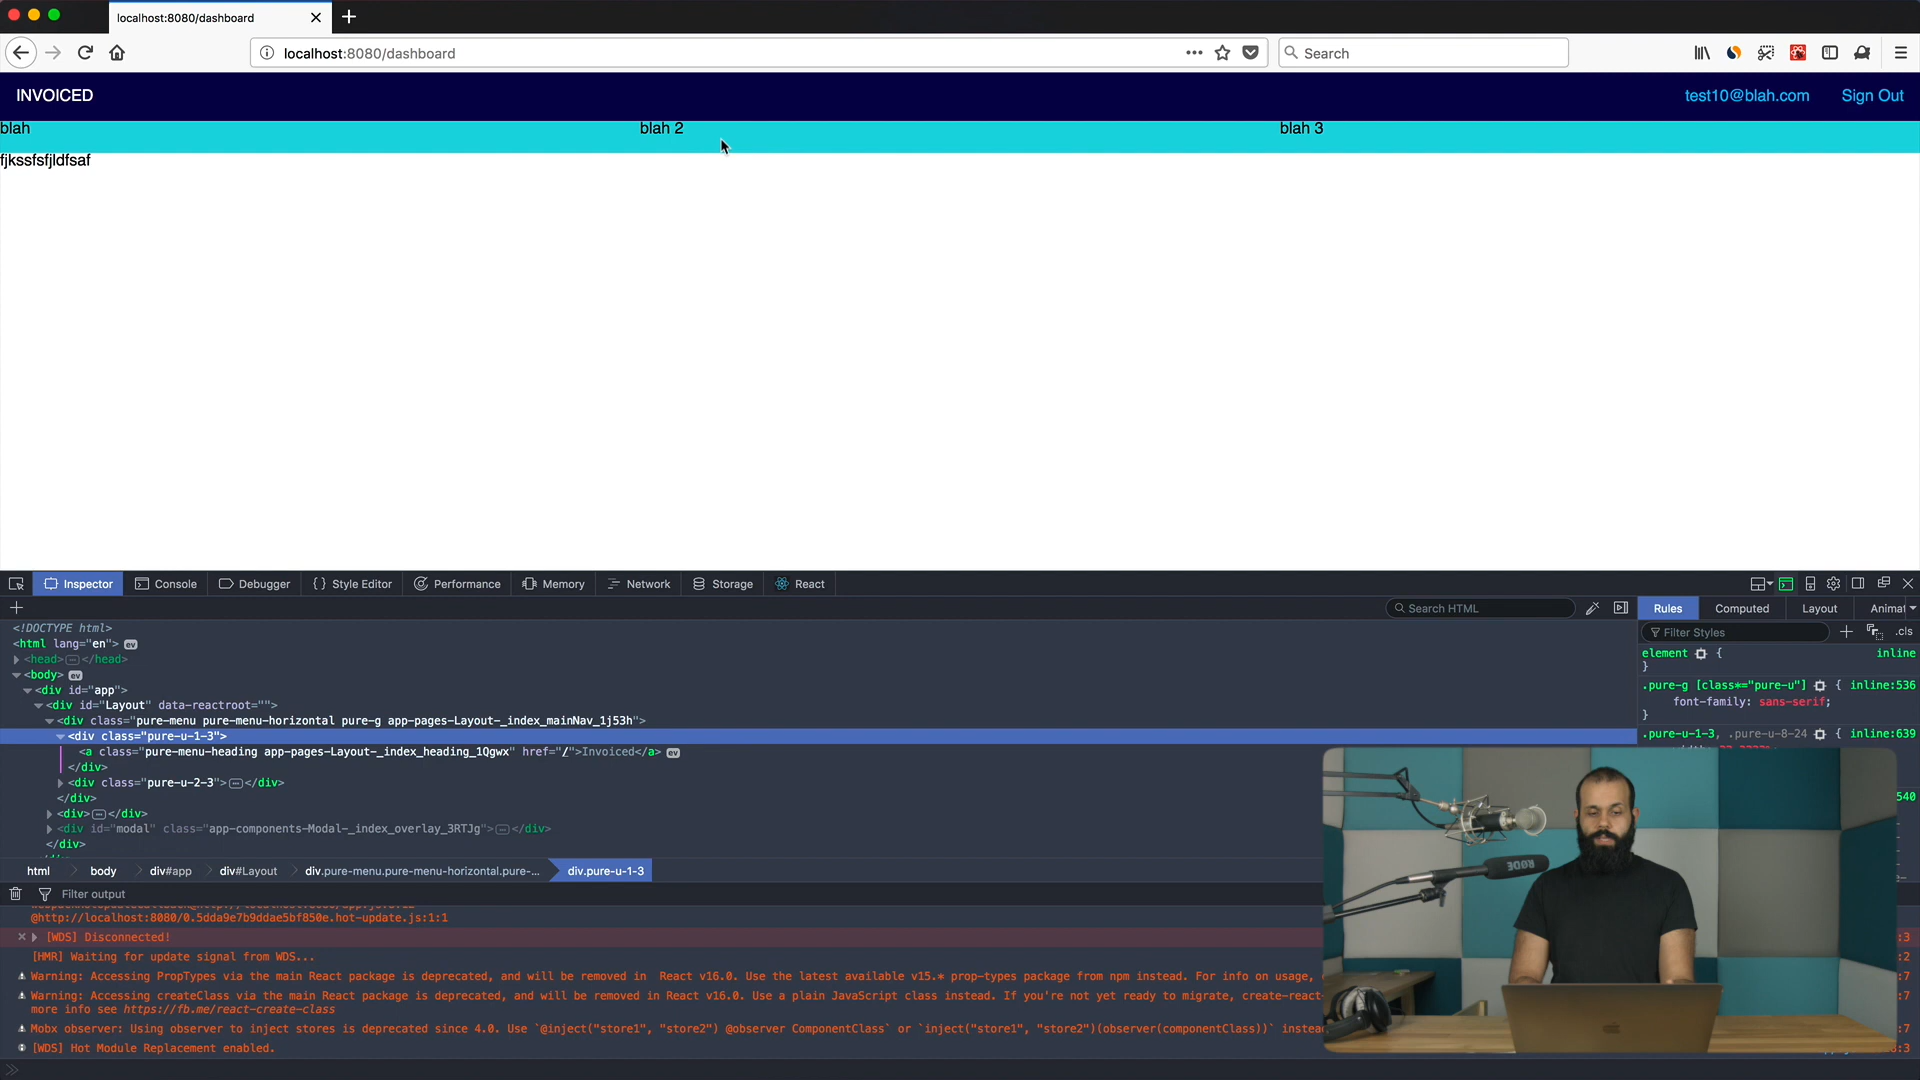 localhost:8080/dashboard
localhost:8080/dashboard
Search
INVOICED
test10@blah.com
Sign Out
blah
blah 2
blah 3
fjkssfsfjldfsaf
Inspector
Console
Debugger
Style Editor
Performance
Memory
Network
Storage
React
Search HTML
Rules
Computed
Layout
Animat
Filter Styles
.cls
<!DOCTYPE html>
<html lang="en"> ev
<head></head>
<body> ev
<div id="app">
<div id="Layout" data-reactroot="">
<div class="pure-menu pure-menu-horizontal pure-g app-pages-Layout-_index_mainNav_1j53h">
<div class="pure-u-1-3">
<a class="pure-menu-heading app-pages-Layout-_index_heading_1Qgwx" href="/">Invoiced</a> ev
</div>
<div class="pure-u-2-3"></div>
</div>
<div></div>
<div id="modal" class="app-components-Modal-_index_overlay_3RTJg"></div>
</div>
element { inline
}
.pure-g [class*="pure-u"] { inline:536
font-family: sans-serif;
}
.pure-u-1-3, .pure-u-8-24 { inline:639
540
html
body
div#app
div#Layout
div.pure-menu.pure-menu-horizontal.pure-...
div.pure-u-1-3
Filter output
@http://localhost:8080/0.5dda9e7b9ddae5bf850e.hot-update.js:1:1
[WDS] Disconnected! :3
[HMR] Waiting for update signal from WDS... :2
Warning: Accessing PropTypes via the main React package is deprecated, and will be removed in React v16.0. Use the latest available v15.* prop-types package from npm instead. For info on usage, :7
Warning: Accessing createClass via the main React package is deprecated, and will be removed in React v16.0. Use a plain JavaScript class instead. If you're not yet ready to migrate, create-react- :7
more info see https://fb.me/react-create-class
Mobx observer: Using observer to inject stores is deprecated since 4.0. Use `@inject("store1", "store2") @observer ComponentClass` or `inject("store1", "store2")(observer(componentClass))` instea :7
[WDS] Hot Module Replacement enabled. :3
RØDE